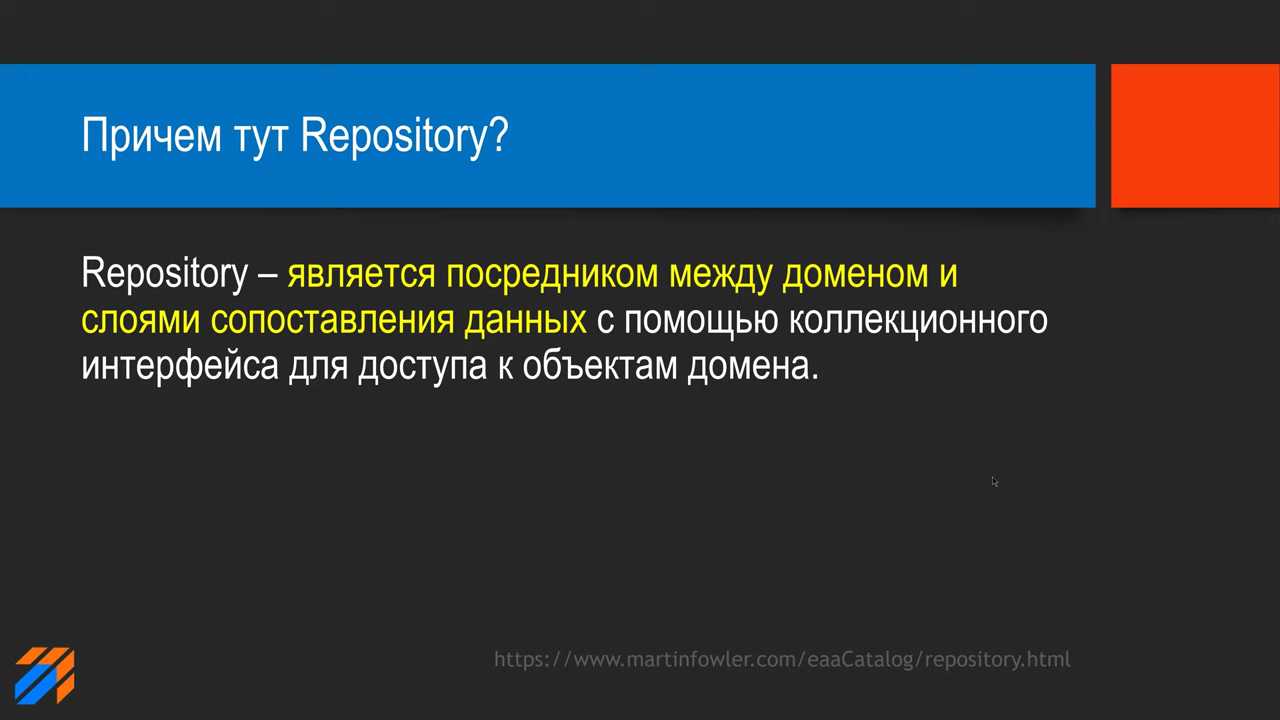 Причем тут Repository?
Repository – является посредником между доменом и
слоями сопоставления данных с помощью коллекционного
интерфейса для доступа к объектам домена.
https://www.martinfowler.com/eaaCatalog/repository.html